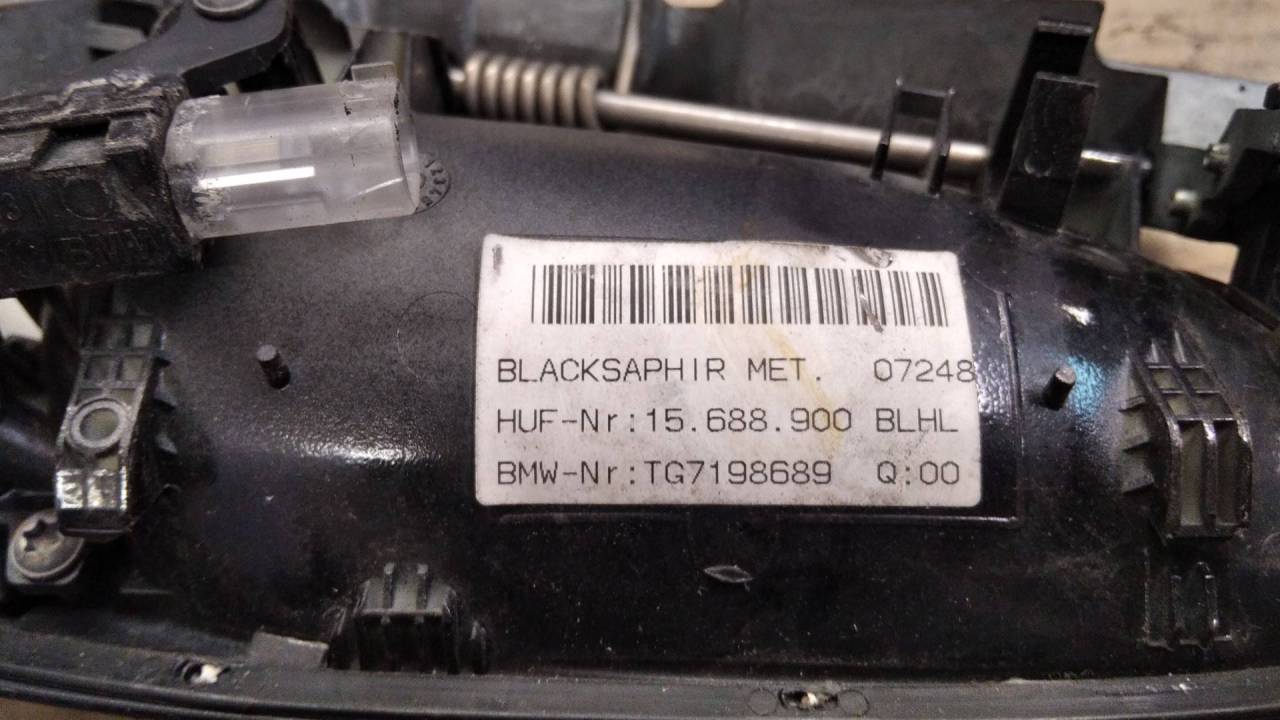 BLACKSAPHIR MET. 07248
HUF-Nr:15.688.900 BLHL
BMW-Nr:TG7198689 Q:00